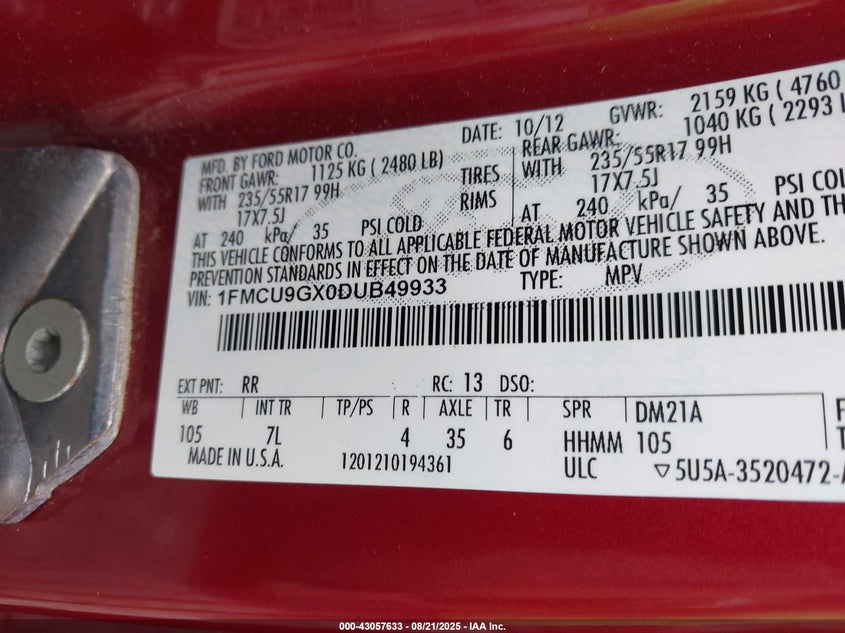 MFD. BY FORD MOTOR CO. DATE: 10/12 GVWR: 2159 KG ( 4760
FRONT GAWR: 1125 KG ( 2480 LB) REAR GAWR: 1040 KG ( 2293
WITH 235/55R17 99H TIRES WITH 235/55R17 99H
17X7.5J RIMS 17X7.5J
AT 240 kPa/ 35 PSI COLD AT 240 kPa/ 35 PSI COL
THIS VEHICLE CONFORMS TO ALL APPLICABLE FEDERAL MOTOR VEHICLE SAFETY AND THE
PREVENTION STANDARDS IN EFFECT ON THE DATE OF MANUFACTURE SHOWN ABOVE.
VIN: 1FMCU9GX0DUB49933 TYPE: MPV
EXT PNT: RR RC: 13 DSO:
WB INT TR TP/PS R AXLE TR SPR DM21A
105 7L 4 35 6 HHMM 105
MADE IN U.S.A. 1201210194361 ULC ▽5U5A-3520472-
000-43057633 - 08/21/2025 - IAA Inc.